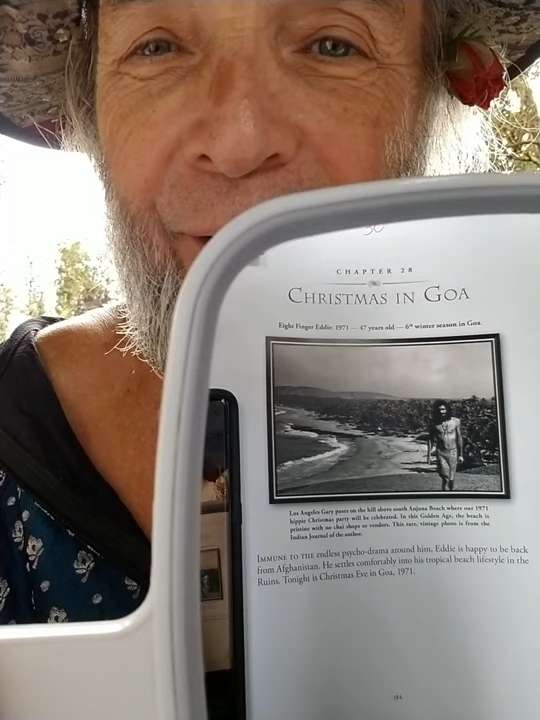 30
CHAPTER 28
CHRISTMAS IN GOA
Eight Finger Eddie: 1971 — 47 years old — 6th winter season in Goa.
Los Angeles Gary poses on the hill above south Anjuna Beach where our 1971
hippie Christmas party will be celebrated. In this Golden Age, the beach is
pristine with no chai shops or vendors. This rare, vintage photo is from the
Indian Journal of the author.
IMMUNE TO THE endless psycho-drama around him, Eddie is happy to be back
from Afghanistan. He settles comfortably into his tropical beach lifestyle in the
Ruins. Tonight is Christmas Eve in Goa, 1971.
184